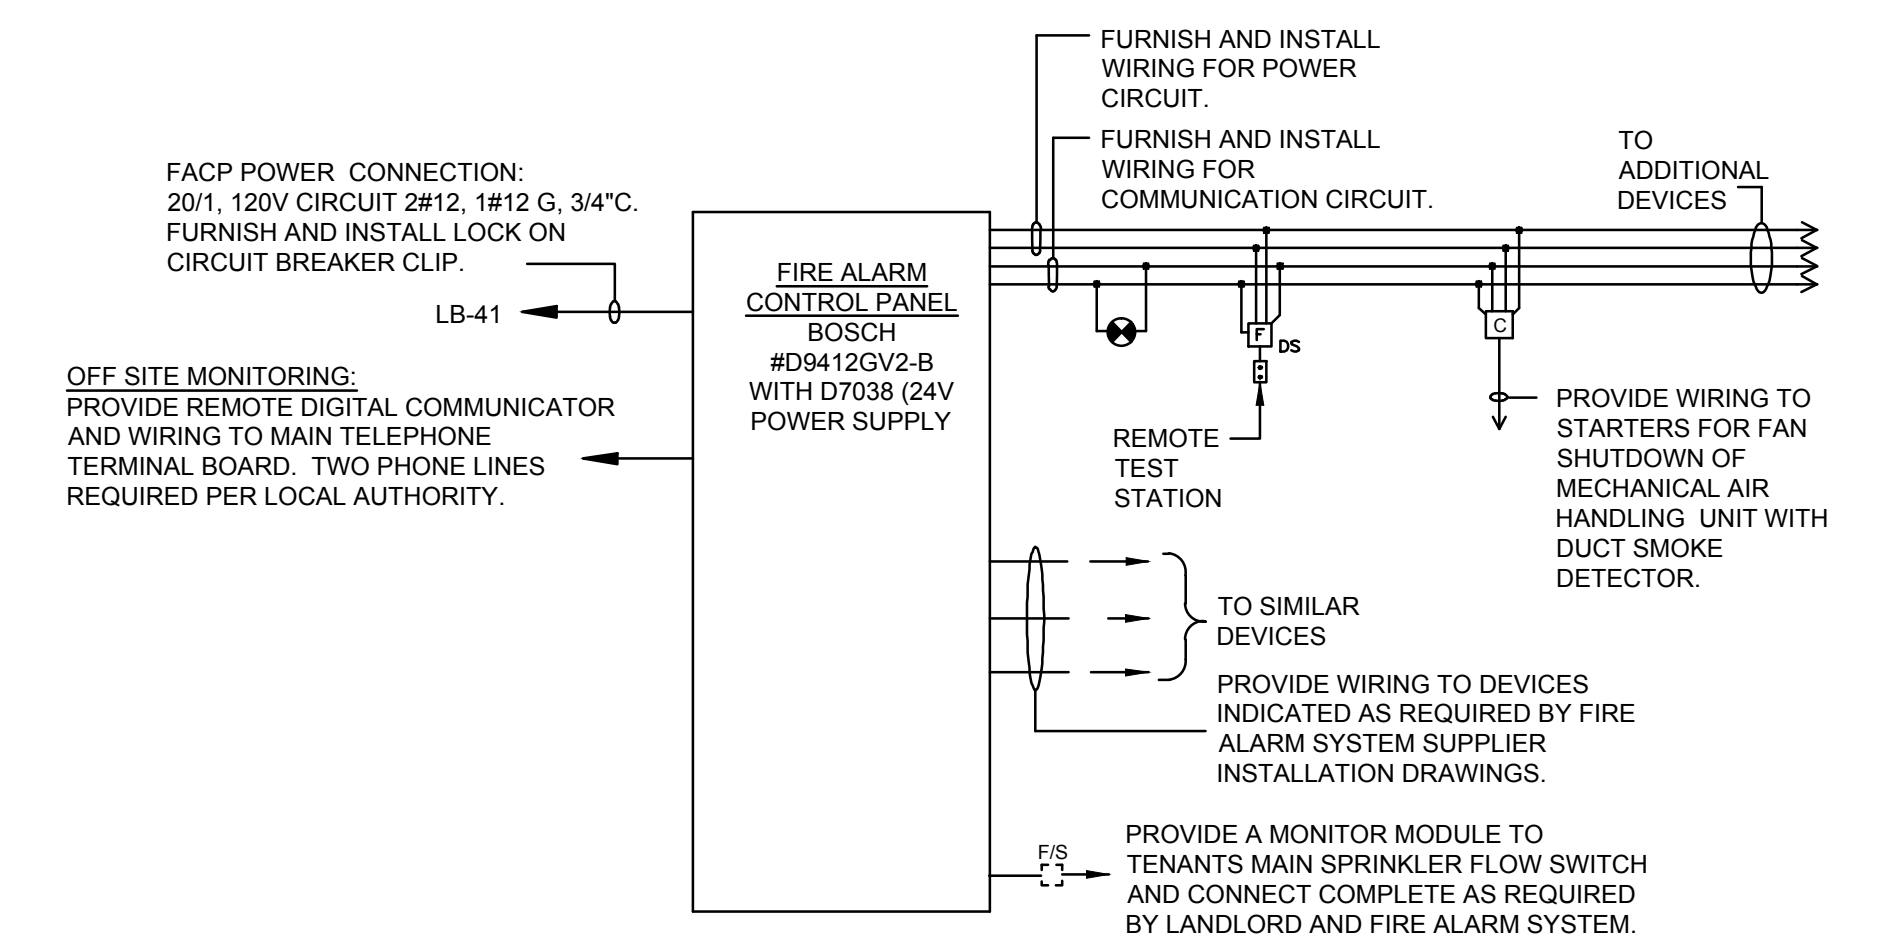 FURNISH AND INSTALL
WIRING FOR POWER
CIRCUIT.
FURNISH AND INSTALL
WIRING FOR
COMMUNICATION CIRCUIT.
TO
ADDITIONAL
DEVICES
FACP POWER  CONNECTION:
20/1, 120V CIRCUIT 2#12, 1#12 G, 3/4"C.
FURNISH AND INSTALL LOCK ON
CIRCUIT BREAKER CLIP.
LB-41
OFF SITE MONITORING:
PROVIDE REMOTE DIGITAL COMMUNICATOR
AND WIRING TO MAIN TELEPHONE
TERMINAL BOARD.  TWO PHONE LINES
REQUIRED PER LOCAL AUTHORITY.
FIRE ALARM
CONTROL PANEL
BOSCH
#D9412GV2-B
WITH D7038 (24V
POWER SUPPLY
F
DS
C
REMOTE
TEST
STATION
PROVIDE WIRING TO
STARTERS FOR FAN
SHUTDOWN OF
MECHANICAL AIR
HANDLING  UNIT WITH
DUCT SMOKE
DETECTOR.
TO SIMILAR
DEVICES
PROVIDE WIRING TO DEVICES
INDICATED AS REQUIRED BY FIRE
ALARM SYSTEM SUPPLIER
INSTALLATION DRAWINGS.
F/S
PROVIDE A MONITOR MODULE TO
TENANTS MAIN SPRINKLER FLOW SWITCH
AND CONNECT COMPLETE AS REQUIRED
BY LANDLORD AND FIRE ALARM SYSTEM.